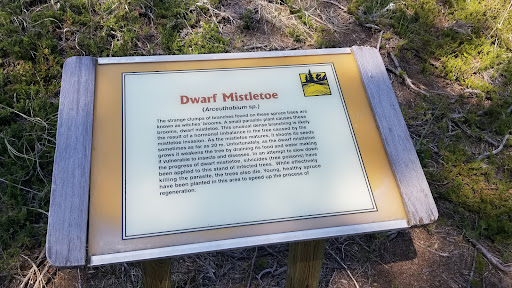 Dwarf Mistletoe
(Arceuthobium sp.)
The strange clumps of branches found on these spruce trees are
known as witches' brooms. A small parasitic plant causes these
brooms, dwarf mistletoe. This unusual dense branching is likely
the result of a hormonal imbalance in the tree caused by the
mistletoe invasion. As the mistletoe matures, it shoots its seeds
sometimes as far as 20 m. Unfortunately, as the dwarf mistletoe
grows it weakens the tree by draining its food and water making
it vulnerable to insects and diseases. In an attempt to slow down
the progress of dwarf mistletoe, silvicides (tree poisons) have
been applied to this stand of infected trees. While effectively
killing the parasite, the trees also die. Young, healthy spruce
have been planted in this area to speed up the process of
regeneration.